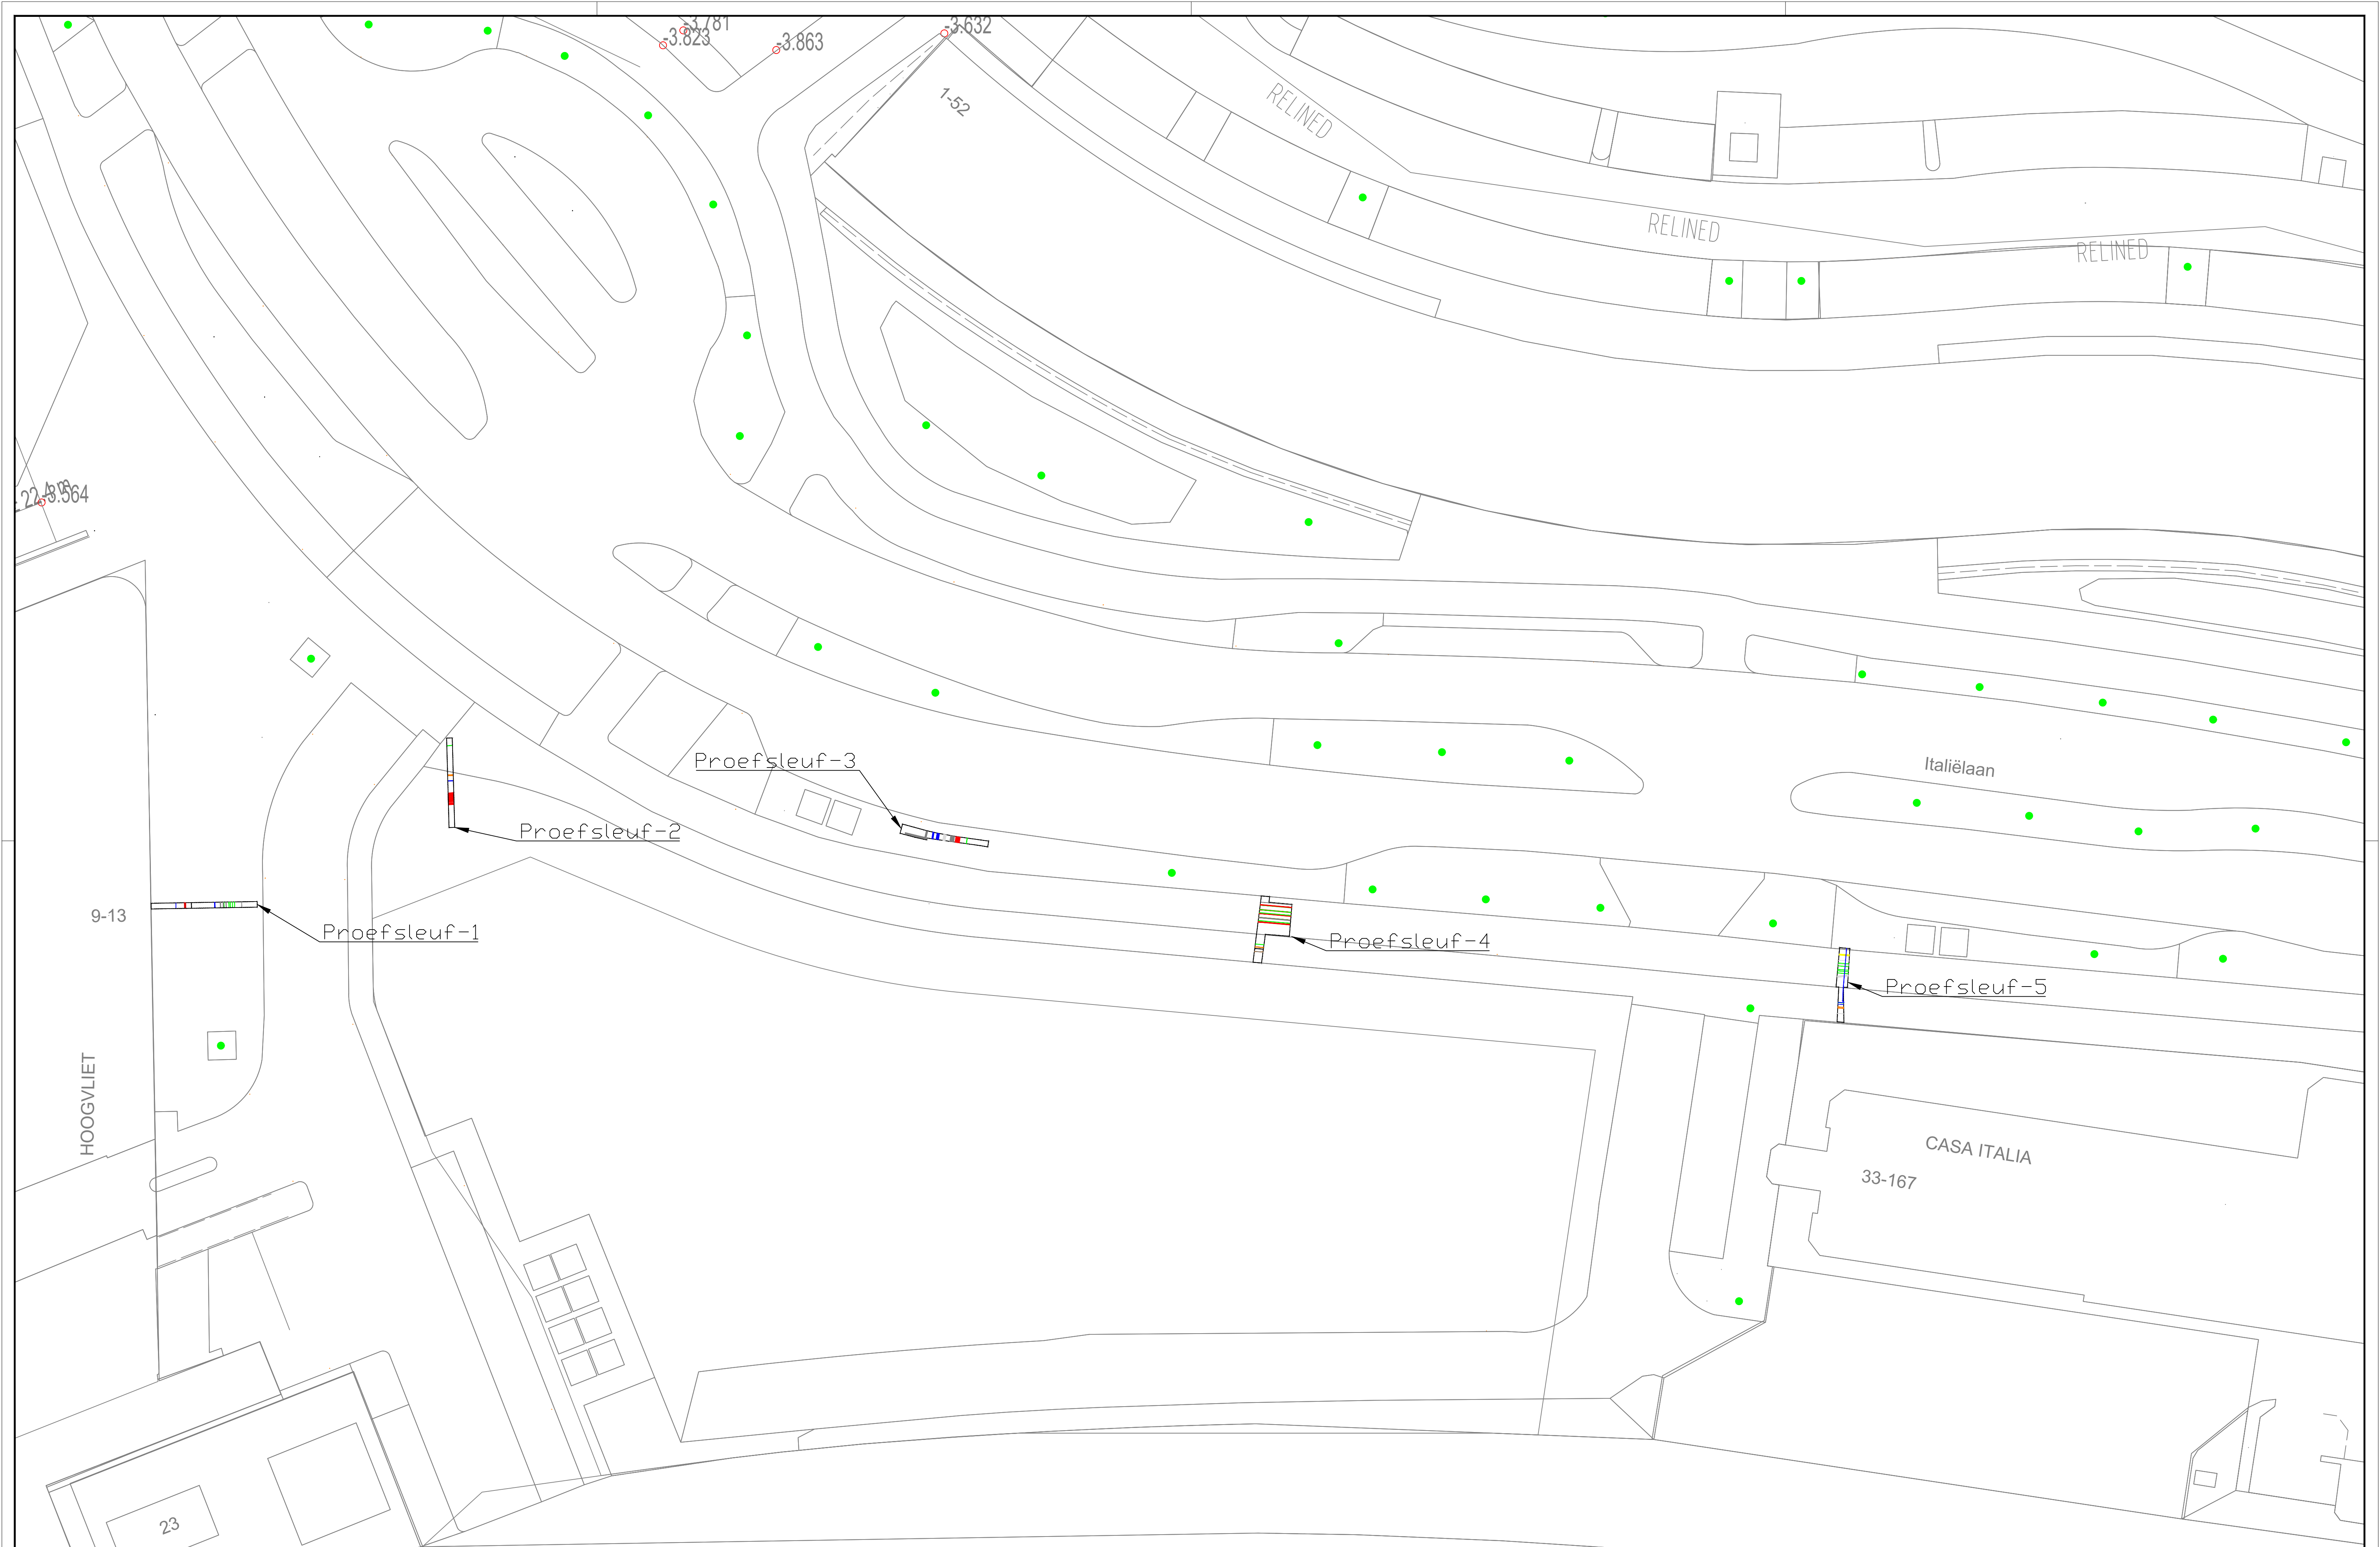 -3.781
-3.823
-3.863
-3.632
1-52
RELINED
RELINED
RELINED
-3.564
Italiëlaan
Proefsleuf-3
Proefsleuf-2
9-13
Proefsleuf-1
Proefsleuf-4
Proefsleuf-5
HOOGVLIET
CASA ITALIA
33-167
23